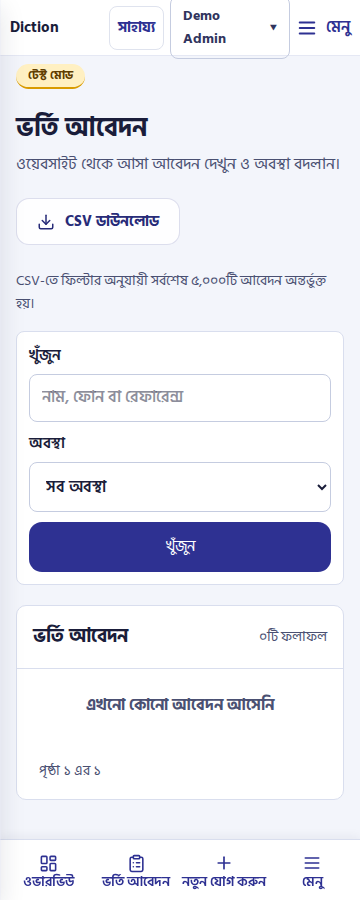 Diction
সাহায্য
Demo
Admin
মেনু
টেস্ট মোড
ভর্তি আবেদন
ওয়েবসাইট থেকে আসা আবেদন দেখুন ও অবস্থা বদলান।
CSV ডাউনলোড
CSV-তে ফিল্টার অনুযায়ী সর্বশেষ ৫,০০০টি আবেদন অন্তর্ভুক্ত
হয়।
খুঁজুন
নাম, ফোন বা রেফারেন্স
অবস্থা
সব অবস্থা
খুঁজুন
ভর্তি আবেদন
০টি ফলাফল
এখনো কোনো আবেদন আসেনি
পৃষ্ঠা ১ এর ১
ওভারভিউ
ভর্তি আবেদন
নতুন যোগ করুন
মেনু